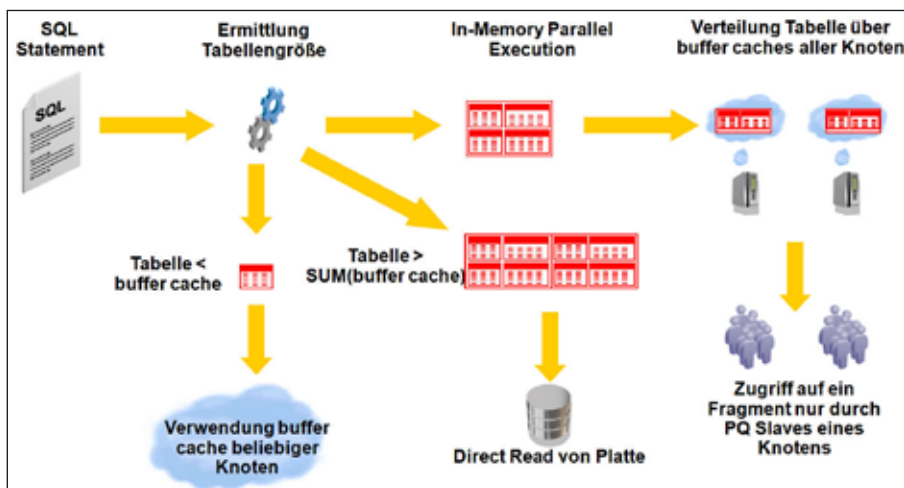 SQL
Statement
Ermittlung
Tabellengröße
In-Memory Parallel
Execution
Verteilung Tabelle über
buffer caches aller Knoten
SQL
Tabelle <
buffer cache
Tabelle >
SUM(buffer cache)
Verwendung buffer
cache beliebiger
Knoten
Direct Read von Platte
Zugriff auf ein
Fragment nur durch
PQ Slaves eines
Knotens